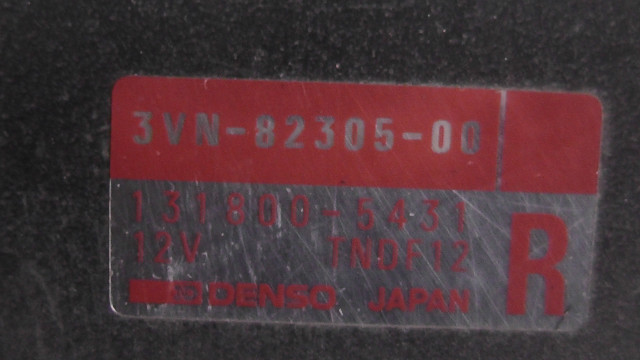 3VN-82305-00
131800-5431
12V TNDF12
DENSO JAPAN
R